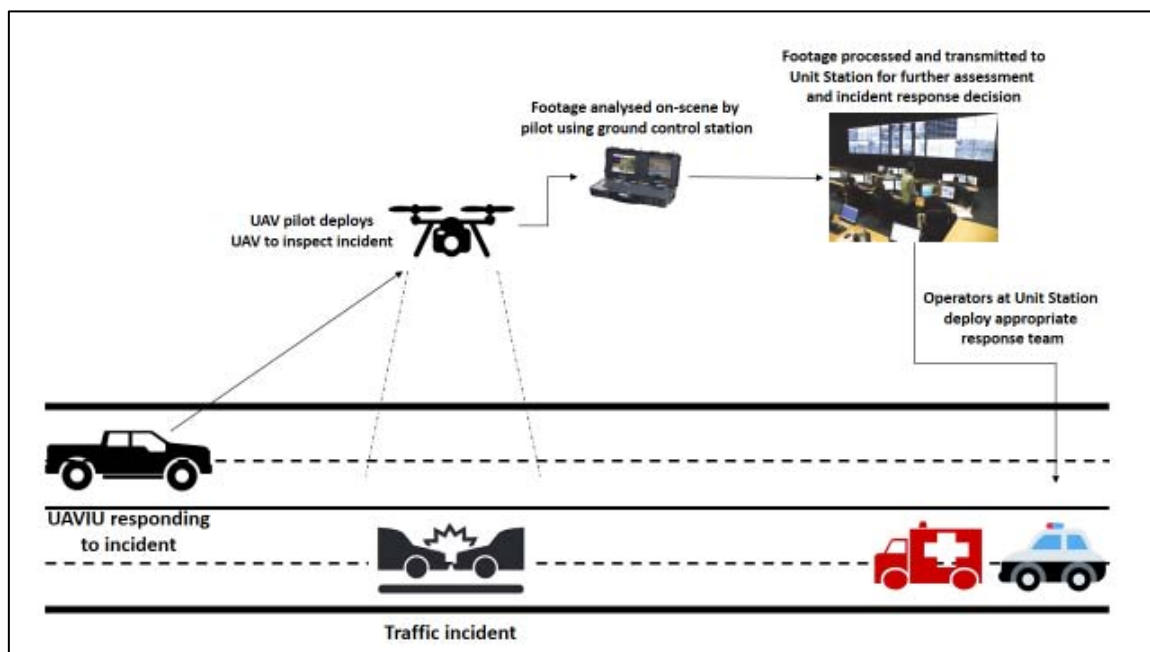 Footage processed and transmitted to
Unit Station for further assessment
and incident response decision
Footage analysed on-scene by
pilot using ground control station
UAV pilot deploys
UAV to inspect incident
Operators at Unit Station
deploy appropriate
response team
UAVIU responding
to incident
Traffic incident